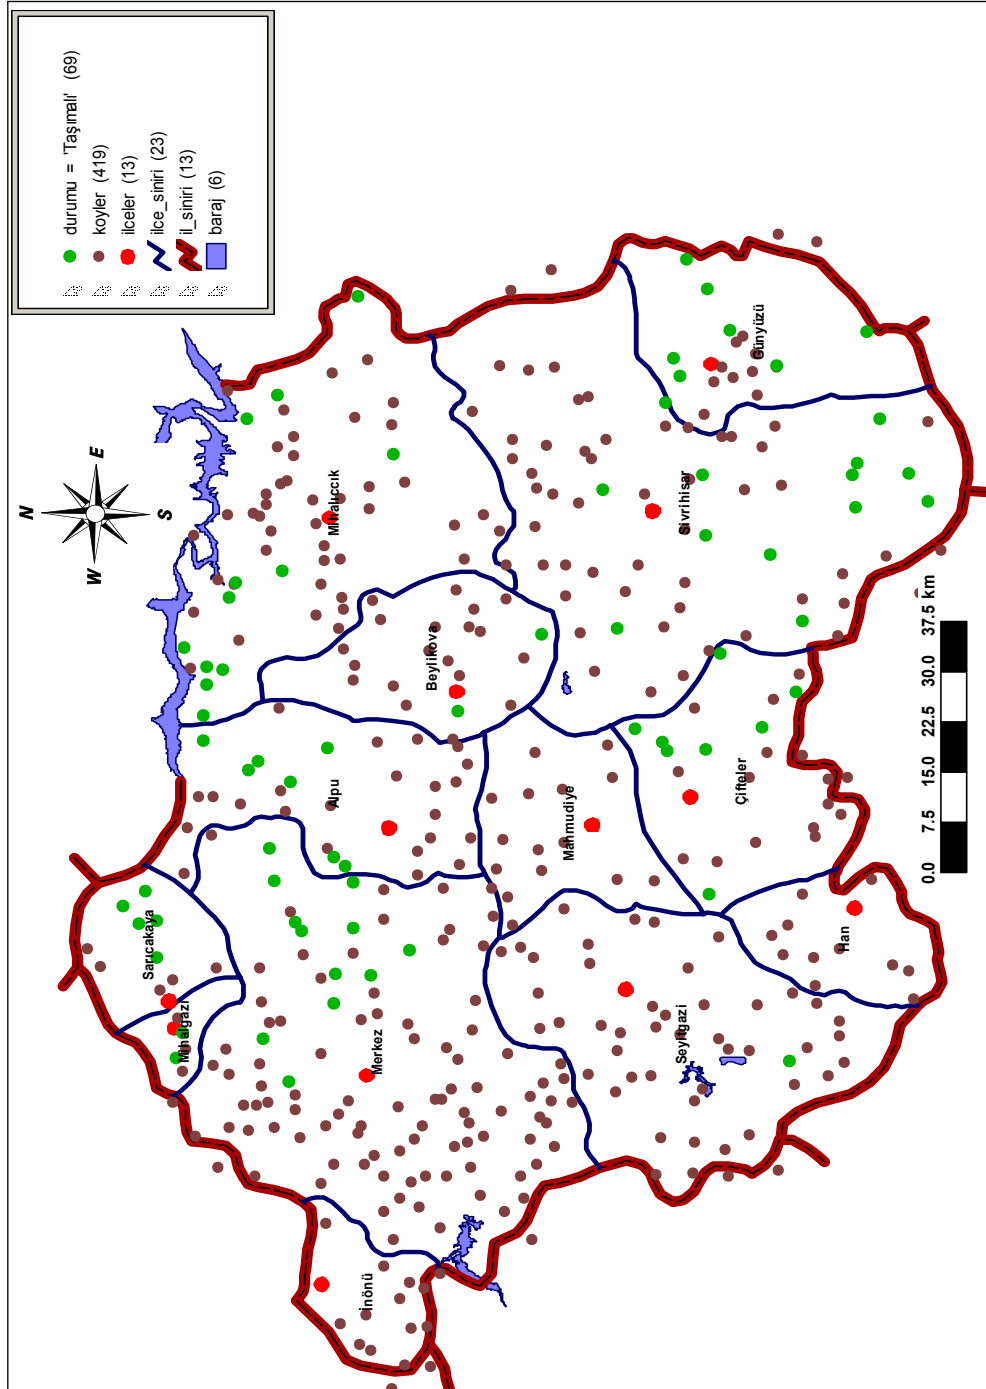 durumu = 'Taşımalı' (69)
koyler (419)
ilceler (13)
ilce_siniri (23)
il_siniri (13)
baraj (6)
N
E
S
W
Mihalıccık
Günyüzü
Sivrihisar
Beylikova
Alpu
Mahmudiye
Çifteler
Sarıcakaya
Mihalgazi
Merkez
Han
Seyitgazi
İnönü
0.0 7.5 15.0 22.5 30.0 37.5 km